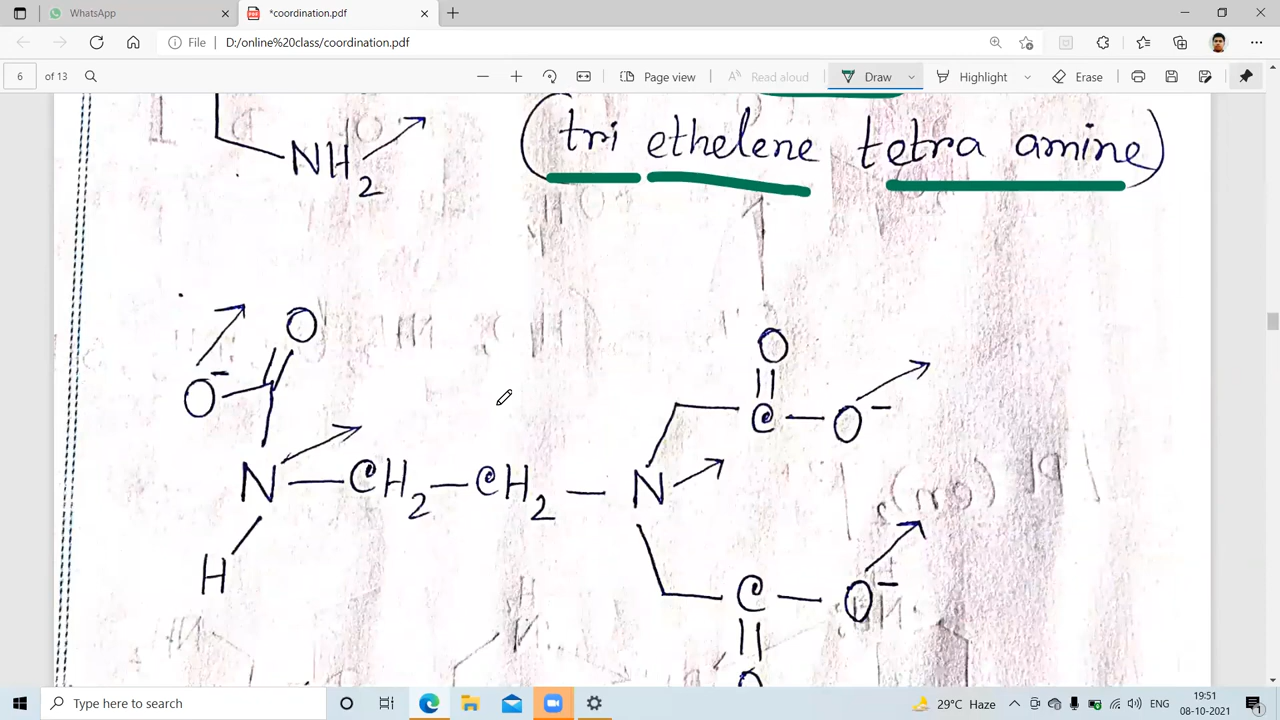 WhatsApp
*coordination.pdf
File
D:/online%20class/coordination.pdf
6 of 13
Page view
Read aloud
Draw
Highlight
Erase
NH2
(tri ethelene tetra amine)
O
O-
O
C-O-
N-CH2-CH2-N
H
C-O-
O
Type here to search
29°C Haze
ENG
19:51
08-10-2021
1